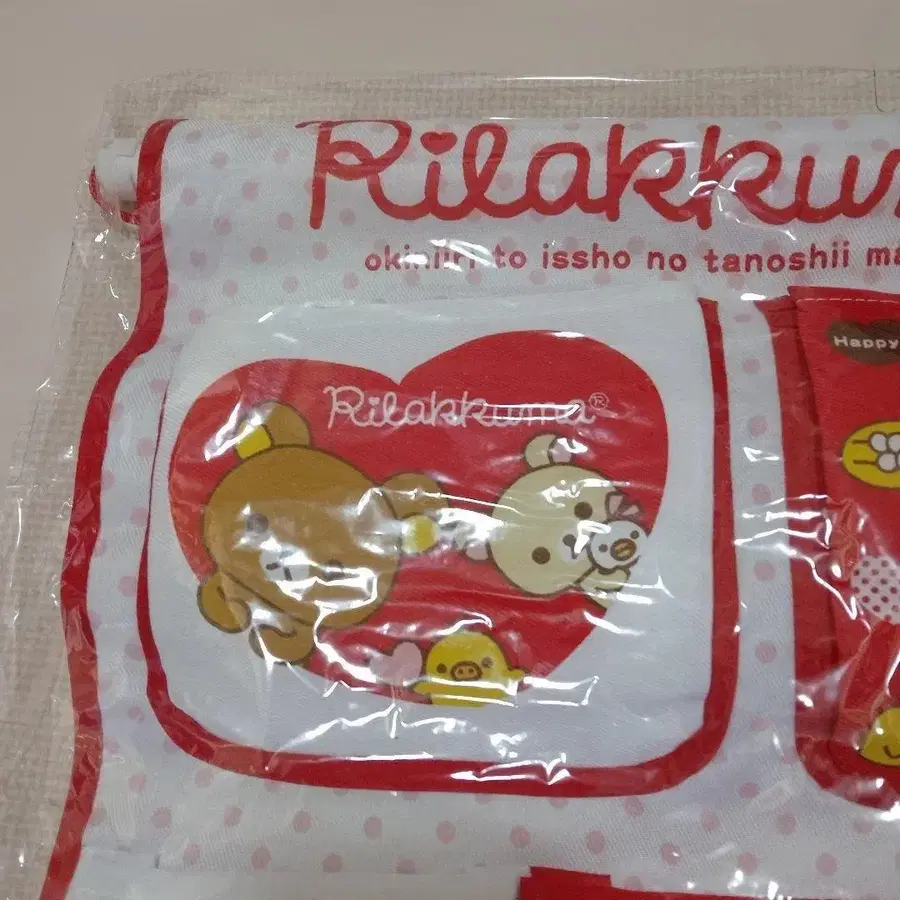 Rilakkuma
okiniiri to issho no tanoshii ma
Rilakkuma®
Happy